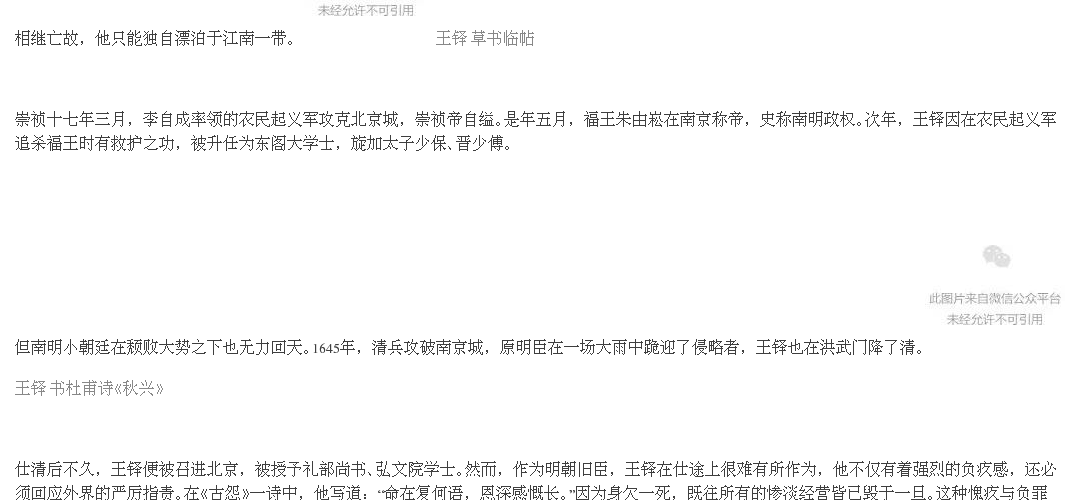 未经允许不可引用
相继亡故，他只能独自漂泊于江南一带。 王铎 草书临帖
崇祯十七年三月，李自成率领的农民起义军攻克北京城，崇祯帝自缢。是年五月，福王朱由崧在南京称帝，史称南明政权。次年，王铎因在农民起义军
追杀福王时有救护之功，被升任为东阁大学士，旋加太子少保、晋少傅。
此图片来自微信公众平台
未经允许不可引用
但南明小朝廷在颓败大势之下也无力回天。1645年，清兵攻破南京城，原明臣在一场大雨中跪迎了侵略者，王铎也在洪武门降了清。
王铎 书杜甫诗《秋兴》
仕清后不久，王铎便被召进北京，被授予礼部尚书、弘文院学士。然而，作为明朝旧臣，王铎在仕途上很难有所作为，他不仅有着强烈的负疚感，还必
须回应外界的严厉指责。在《古怨》一诗中，他写道：“命在复何语，恩深感慨长。”因为身欠一死，既往所有的惨淡经营皆已毁于一旦。这种愧疚与负罪